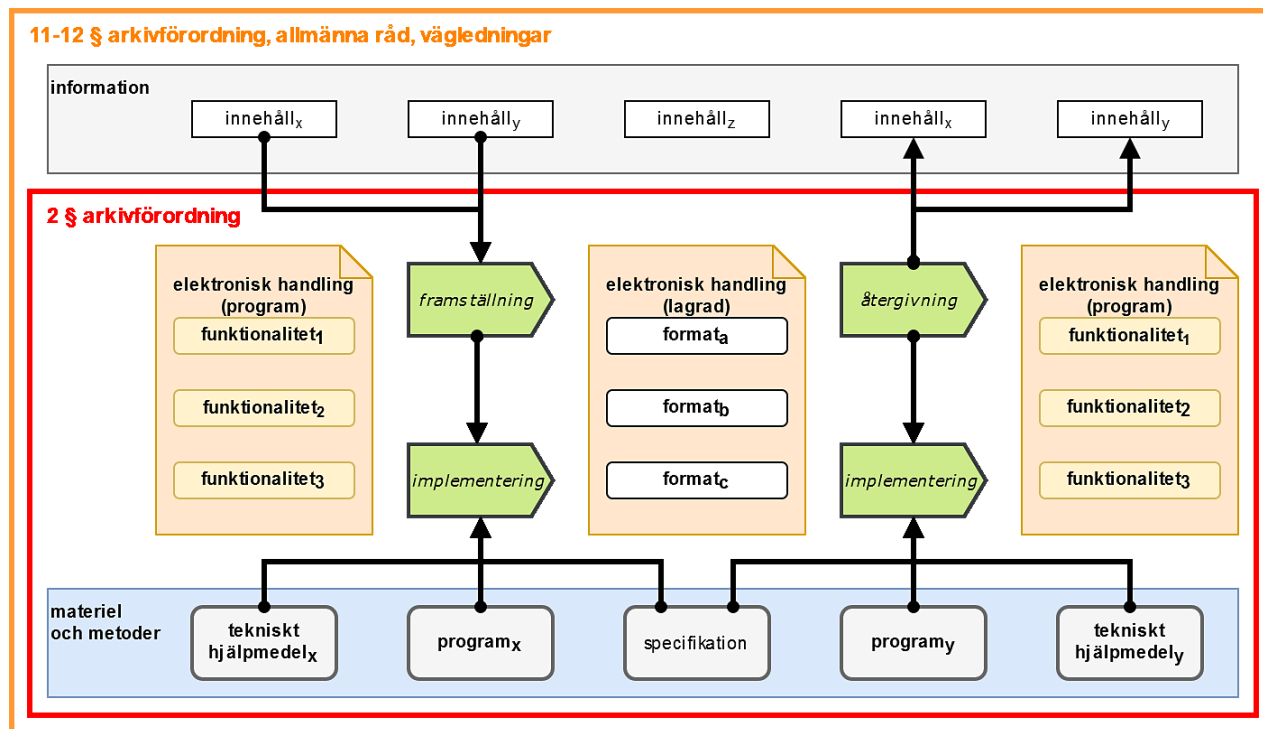 11-12 § arkivförordning, allmänna råd, vägledningar
information
innehållx
innehålly
innehållz
innehållx
innehålly
2 § arkivförordning
elektronisk handling
(program)
funktionalitet1
funktionalitet2
funktionalitet3
framställning
implementering
elektronisk handling
(lagrad)
formata
formatb
formatc
återgivning
implementering
elektronisk handling
(program)
funktionalitet1
funktionalitet2
funktionalitet3
materiel
och metoder
tekniskt
hjälpmedelx
programx
specifikation
programy
tekniskt
hjälpmedely